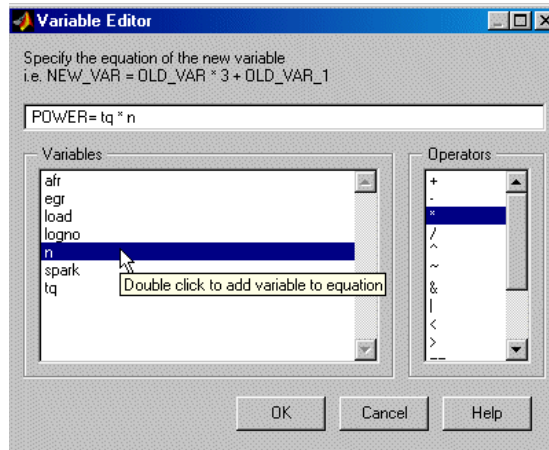 Variable Editor
Specify the equation of the new variable
i.e. NEW_VAR = OLD_VAR * 3 + OLD_VAR_1
POWER= tq * n
Variables
afr
egr
load
logno
n
spark
tq
Double click to add variable to equation
Operators
+
-
*
/
^
~
&
|
<
>
==
OK
Cancel
Help